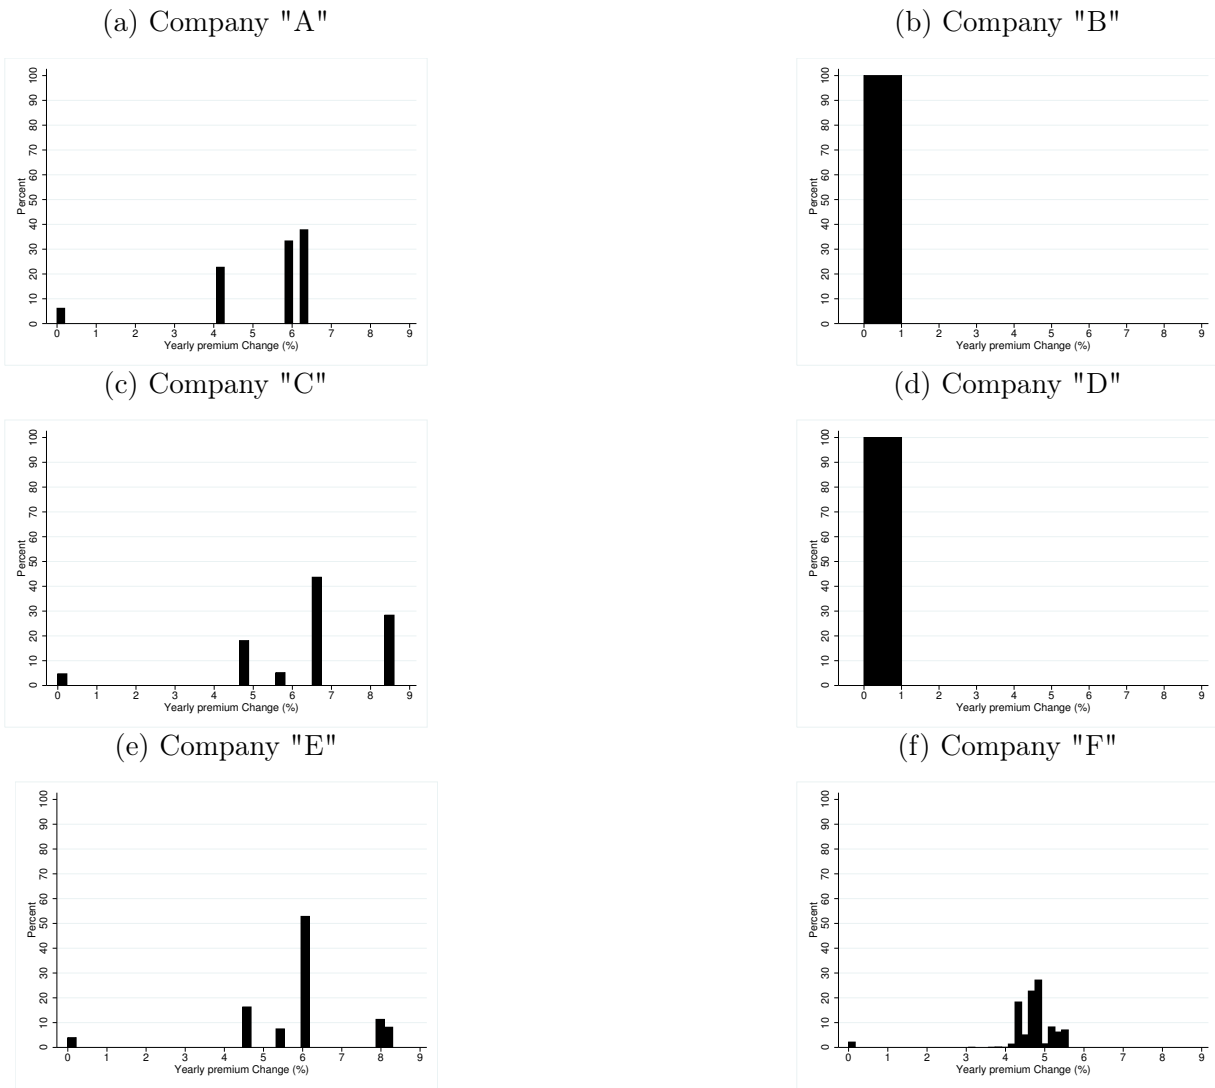 (a) Company "A"
(b) Company "B"
Percent
0 10 20 30 40 50 60 70 80 90 100
0 1 2 3 4 5 6 7 8 9
Yearly premium Change (%)
Percent
0 10 20 30 40 50 60 70 80 90 100
0 1 2 3 4 5 6 7 8 9
Yearly premium Change (%)
(c) Company "C"
(d) Company "D"
Percent
0 10 20 30 40 50 60 70 80 90 100
0 1 2 3 4 5 6 7 8 9
Yearly premium Change (%)
Percent
0 10 20 30 40 50 60 70 80 90 100
0 1 2 3 4 5 6 7 8 9
Yearly premium Change (%)
(e) Company "E"
(f) Company "F"
Percent
0 10 20 30 40 50 60 70 80 90 100
0 1 2 3 4 5 6 7 8 9
Yearly premium Change (%)
Percent
0 10 20 30 40 50 60 70 80 90 100
0 1 2 3 4 5 6 7 8 9
Yearly premium Change (%)